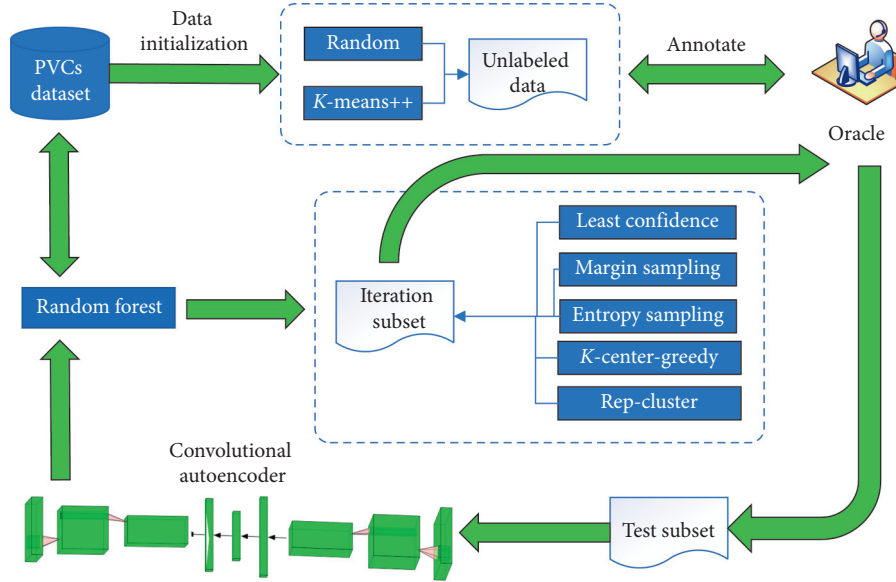 Data
initialization
PVCs
dataset
Random
K-means++
Unlabeled
data
Annotate
Oracle
Random forest
Iteration
subset
Least confidence
Margin sampling
Entropy sampling
K-center-greedy
Rep-cluster
Convolutional
autoencoder
Test subset